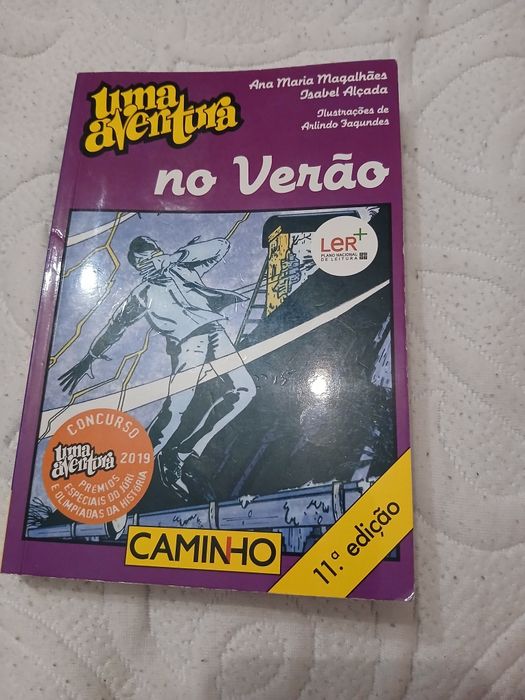 uma
aventura
Ana Maria Magalhães
Isabel Alçada
Ilustrações de
Arlindo Fagundes
no Verão
LeR+
PLANO NACIONAL
DE LEITURA
CONCURSO
uma
aventura
2019
PRÉMIOS
ESPECIAIS DO JÚRI
E OLIMPÍADAS DA HISTÓRIA
CAMINHO
11.ª edição